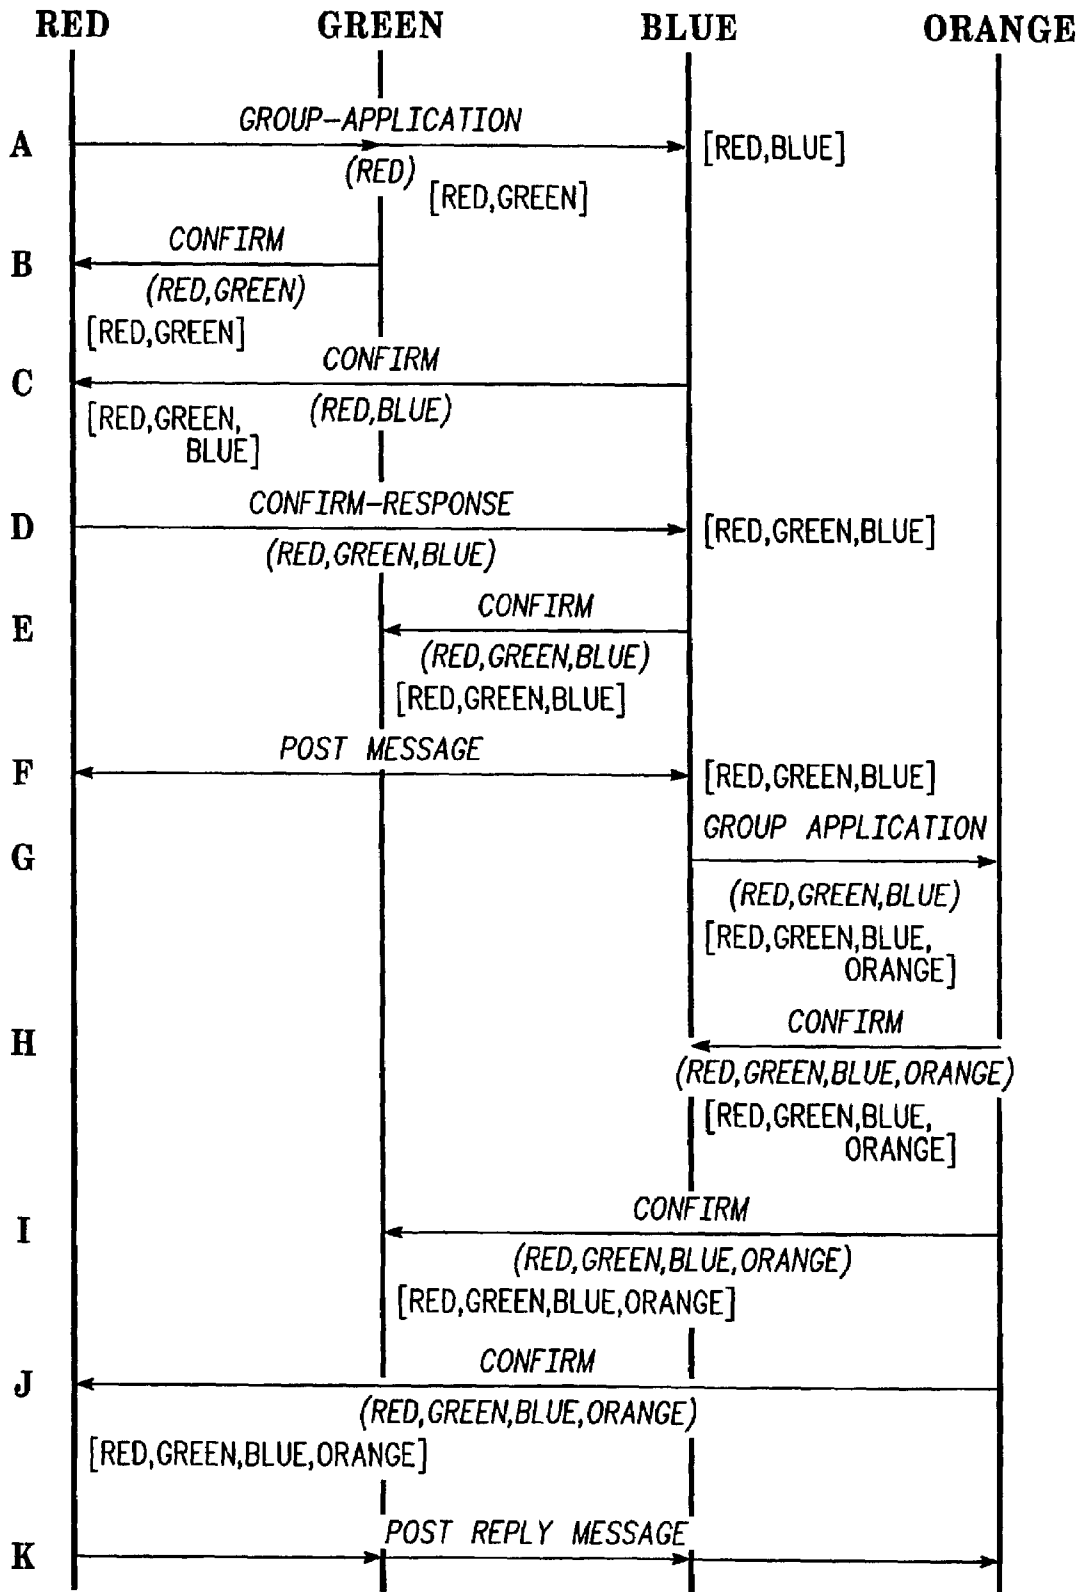 RED GREEN BLUE ORANGE
GROUP-APPLICATION
A
(RED)
[RED,BLUE]
[RED,GREEN]
CONFIRM
B
(RED,GREEN)
[RED,GREEN]
CONFIRM
C
(RED,BLUE)
[RED,GREEN,
BLUE]
CONFIRM-RESPONSE
D
[RED,GREEN,BLUE]
(RED,GREEN,BLUE)
CONFIRM
E
(RED,GREEN,BLUE)
[RED,GREEN,BLUE]
POST MESSAGE
F
[RED,GREEN,BLUE]
GROUP APPLICATION
G
(RED,GREEN,BLUE)
[RED,GREEN,BLUE,
ORANGE]
CONFIRM
H
(RED,GREEN,BLUE,ORANGE)
[RED,GREEN,BLUE,
ORANGE]
CONFIRM
I
(RED,GREEN,BLUE,ORANGE)
[RED,GREEN,BLUE,ORANGE]
CONFIRM
J
(RED,GREEN,BLUE,ORANGE)
[RED,GREEN,BLUE,ORANGE]
POST REPLY MESSAGE
K